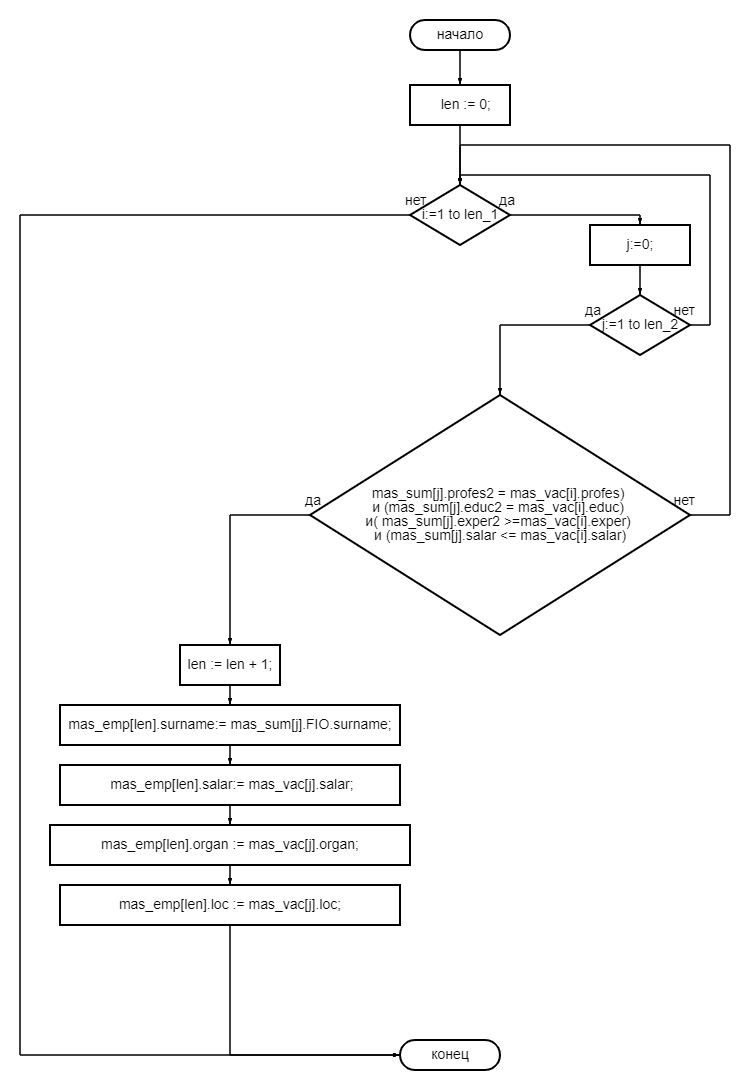 начало
len := 0;
нет
да
i:=1 to len_1
j:=0;
да
нет
j:=1 to len_2
mas_sum[j].profes2 = mas_vac[i].profes)
и (mas_sum[j].educ2 = mas_vac[i].educ)
и( mas_sum[j].exper2 >=mas_vac[i].exper)
и (mas_sum[j].salar <= mas_vac[i].salar)
да
нет
len := len + 1;
mas_emp[len].surname:= mas_sum[j].FIO.surname;
mas_emp[len].salar:= mas_vac[j].salar;
mas_emp[len].organ := mas_vac[j].organ;
mas_emp[len].loc := mas_vac[j].loc;
конец